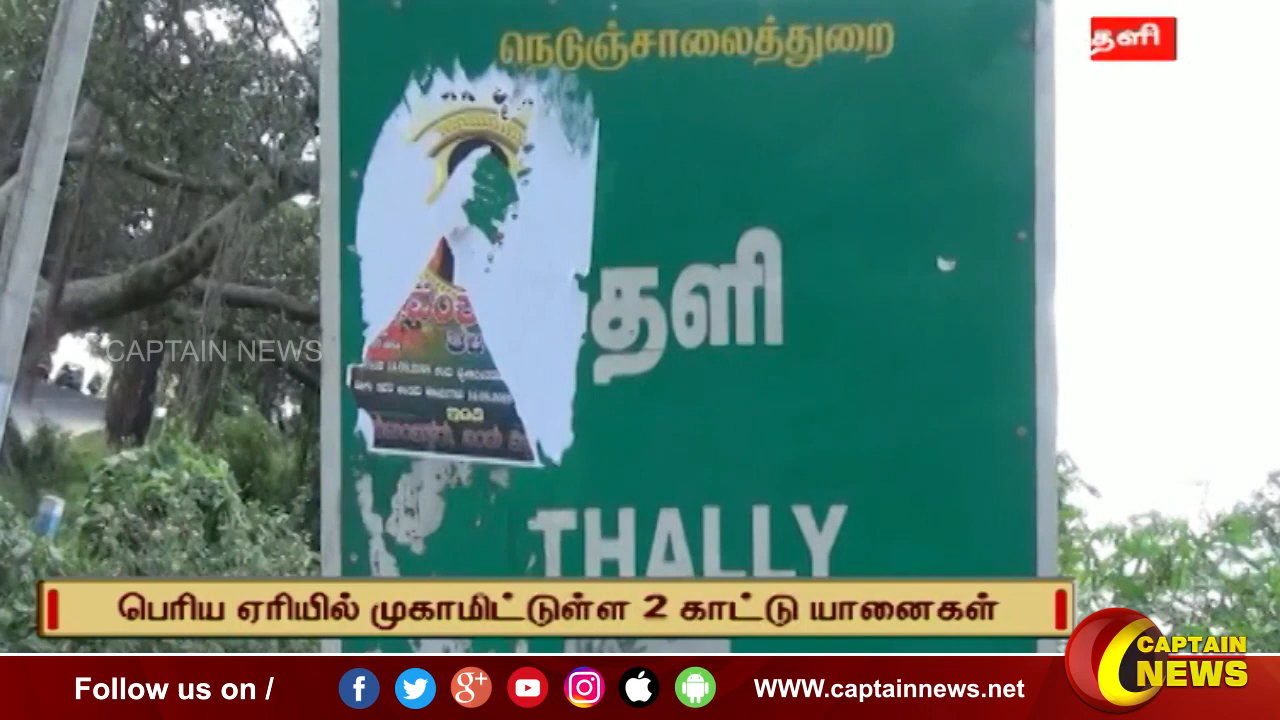 நெடுஞ்சாலைத்துறை
தளி
தளி
THALLY
CAPTAIN NEWS
பெரிய ஏரியில் முகாமிட்டுள்ள 2 காட்டு யானைகள்
CAPTAIN
NEWS
Follow us on /
WWW.captainnews.net